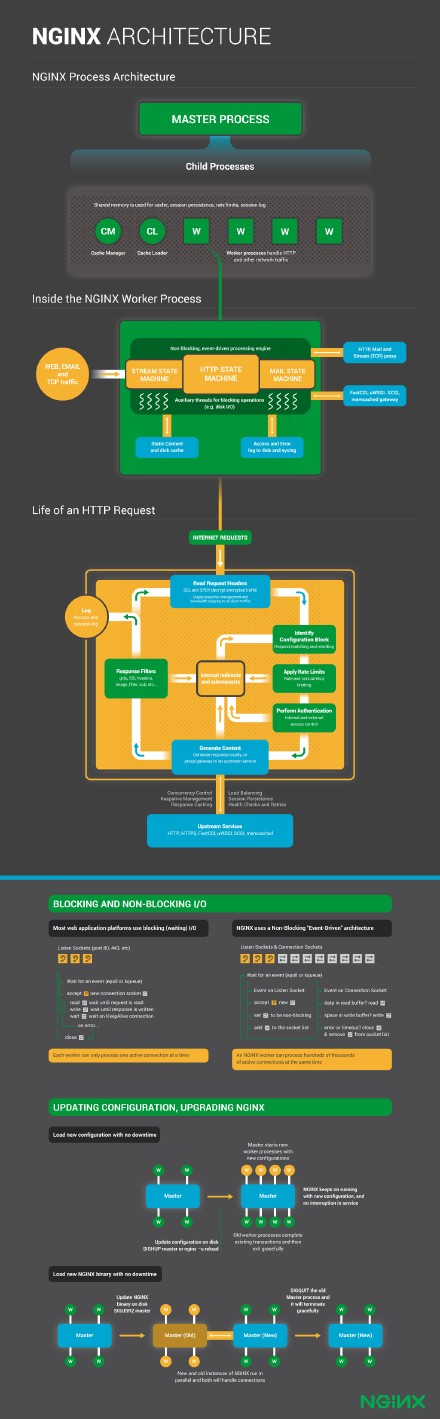 NGINX ARCHITECTURE
NGINX Process Architecture
MASTER PROCESS
Child Processes
Shared memory is used for cache, session persistence, rate limits, session log
CM
CL
W
W
W
W
Cache Manager
Cache Loader
Worker processes handle HTTP
and other network traffic
Inside the NGINX Worker Process
Non Blocking, event-driven processing engine
WEB, EMAIL
and
TCP traffic
STREAM STATE
MACHINE
HTTP STATE
MACHINE
MAIL STATE
MACHINE
HTTP, Mail and
Stream (TCP) proxy
FastCGI, uWSGI, SCGI,
memcached gateway
Auxiliary threads for blocking operations
(e.g. disk I/O)
Static Content
and disk cache
Access and Error
log to disk and syslog
Life of an HTTP Request
INTERNET REQUESTS
Read Request Headers
SSL and SPDY decrypt encrypted traffic
Log
Access and
session log
Identify
Configuration Block
Request matching and rewriting
Response Filters
gzip, SSI, headers,
image_filter, sub, etc...
Internal redirects
and subrequests
Apply Rate Limits
Rate and concurrency
limiting
Perform Authentication
Internal and external
access control
Generate Content
Generate response locally, or
proxy/gateway to an upstream service
Concurrency Control
Keepalive Management
Response Caching
Load Balancing
Session Persistence
Health Checks and Retries
Upstream Services
HTTP, HTTPS, FastCGI, uWSGI, SCGI, memcached
BLOCKING AND NON-BLOCKING I/O
Most web application platforms use blocking (waiting) I/O
Listen Sockets (port 80, 443, etc)
Wait for an event (epoll or kqueue)
accept new connection socket
read wait until request is read
write wait until response is written
wait wait on KeepAlive connection
on error...
close
Each worker can only process one active connection at a time
NGINX uses a Non-Blocking "Event-Driven" architecture
Listen Sockets & Connection Sockets
Wait for an event (epoll or kqueue)
Event on Listen Socket:
accept new
set to be non-blocking
add to the socket list
Event on Connection Socket:
data in read buffer? read
space in write buffer? write
error or timeout? close
& remove from socket list
An NGINX worker can process hundreds of thousands
of active connections at the same time
UPDATING CONFIGURATION, UPGRADING NGINX
Load new configuration with no downtime
Master starts new
worker processes with
new configurations
W
W
W
W
W
W
Master
Master
NGINX keeps on running
with new configuration, and
no interruption in service
W
W
W
W
W
W
Update configuration on disk
SIGHUP master or nginx -s reload
Old worker processes complete
existing transactions and then
exit gracefully
Load new NGINX binary with no downtime
Update NGINX
binary on disk
SIGUSR2 master
SIGQUIT the old
Master process and
it will terminate
gracefully
W
W
W
W
W
W
W
W
Master
Master (Old)
Master (New)
Master (New)
W
W
W
W
W
W
W
W
New and old instances of NGINX run in
parallel and both will handle connections
NGINX